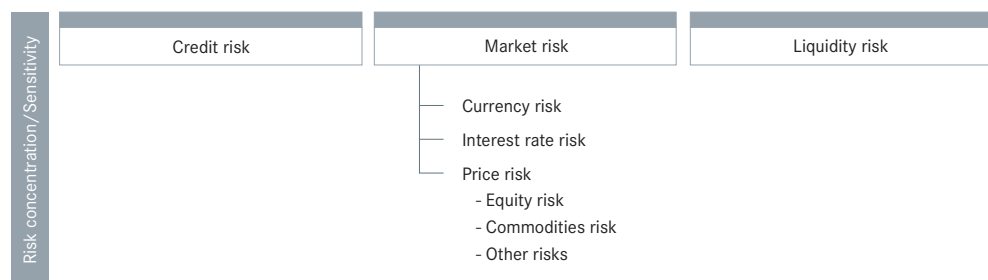 Risk concentration/Sensitivity
Credit risk
Market risk
Liquidity risk
Currency risk
Interest rate risk
Price risk
- Equity risk
- Commodities risk
- Other risks